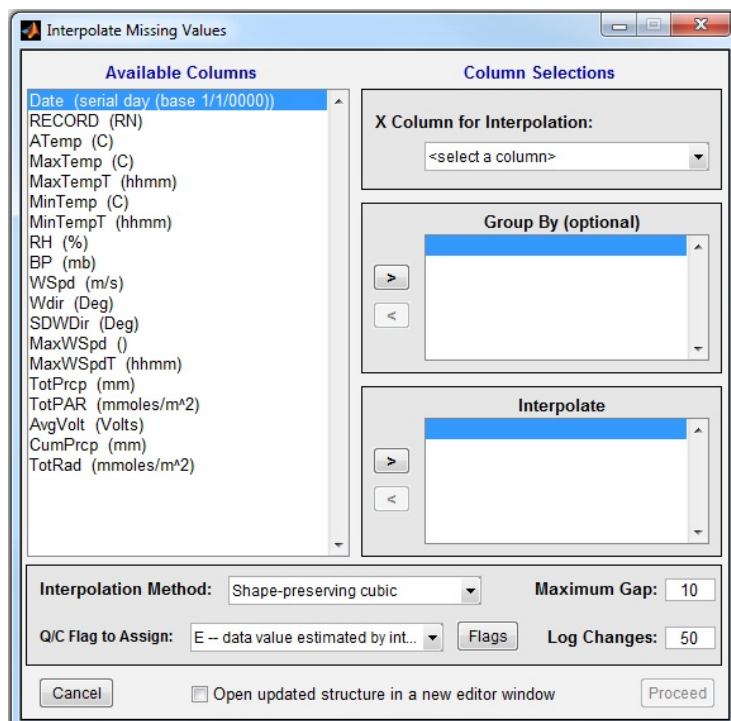 Interpolate Missing Values
Available Columns
Date (serial day (base 1/1/0000))
RECORD (RN)
ATemp (C)
MaxTemp (C)
MaxTempT (hhmm)
MinTemp (C)
MinTempT (hhmm)
RH (%)
BP (mb)
WSpd (m/s)
Wdir (Deg)
SDWDir (Deg)
MaxWSpd ()
MaxWSpdT (hhmm)
TotPrcp (mm)
TotPAR (mmoles/m^2)
AvgVolt (Volts)
CumPrcp (mm)
TotRad (mmoles/m^2)
Column Selections
X Column for Interpolation:
<select a column>
Group By (optional)
>
<
Interpolate
>
<
Interpolation Method: Shape-preserving cubic Maximum Gap: 10
Q/C Flag to Assign: E -- data value estimated by int... Flags Log Changes: 50
Cancel Open updated structure in a new editor window Proceed